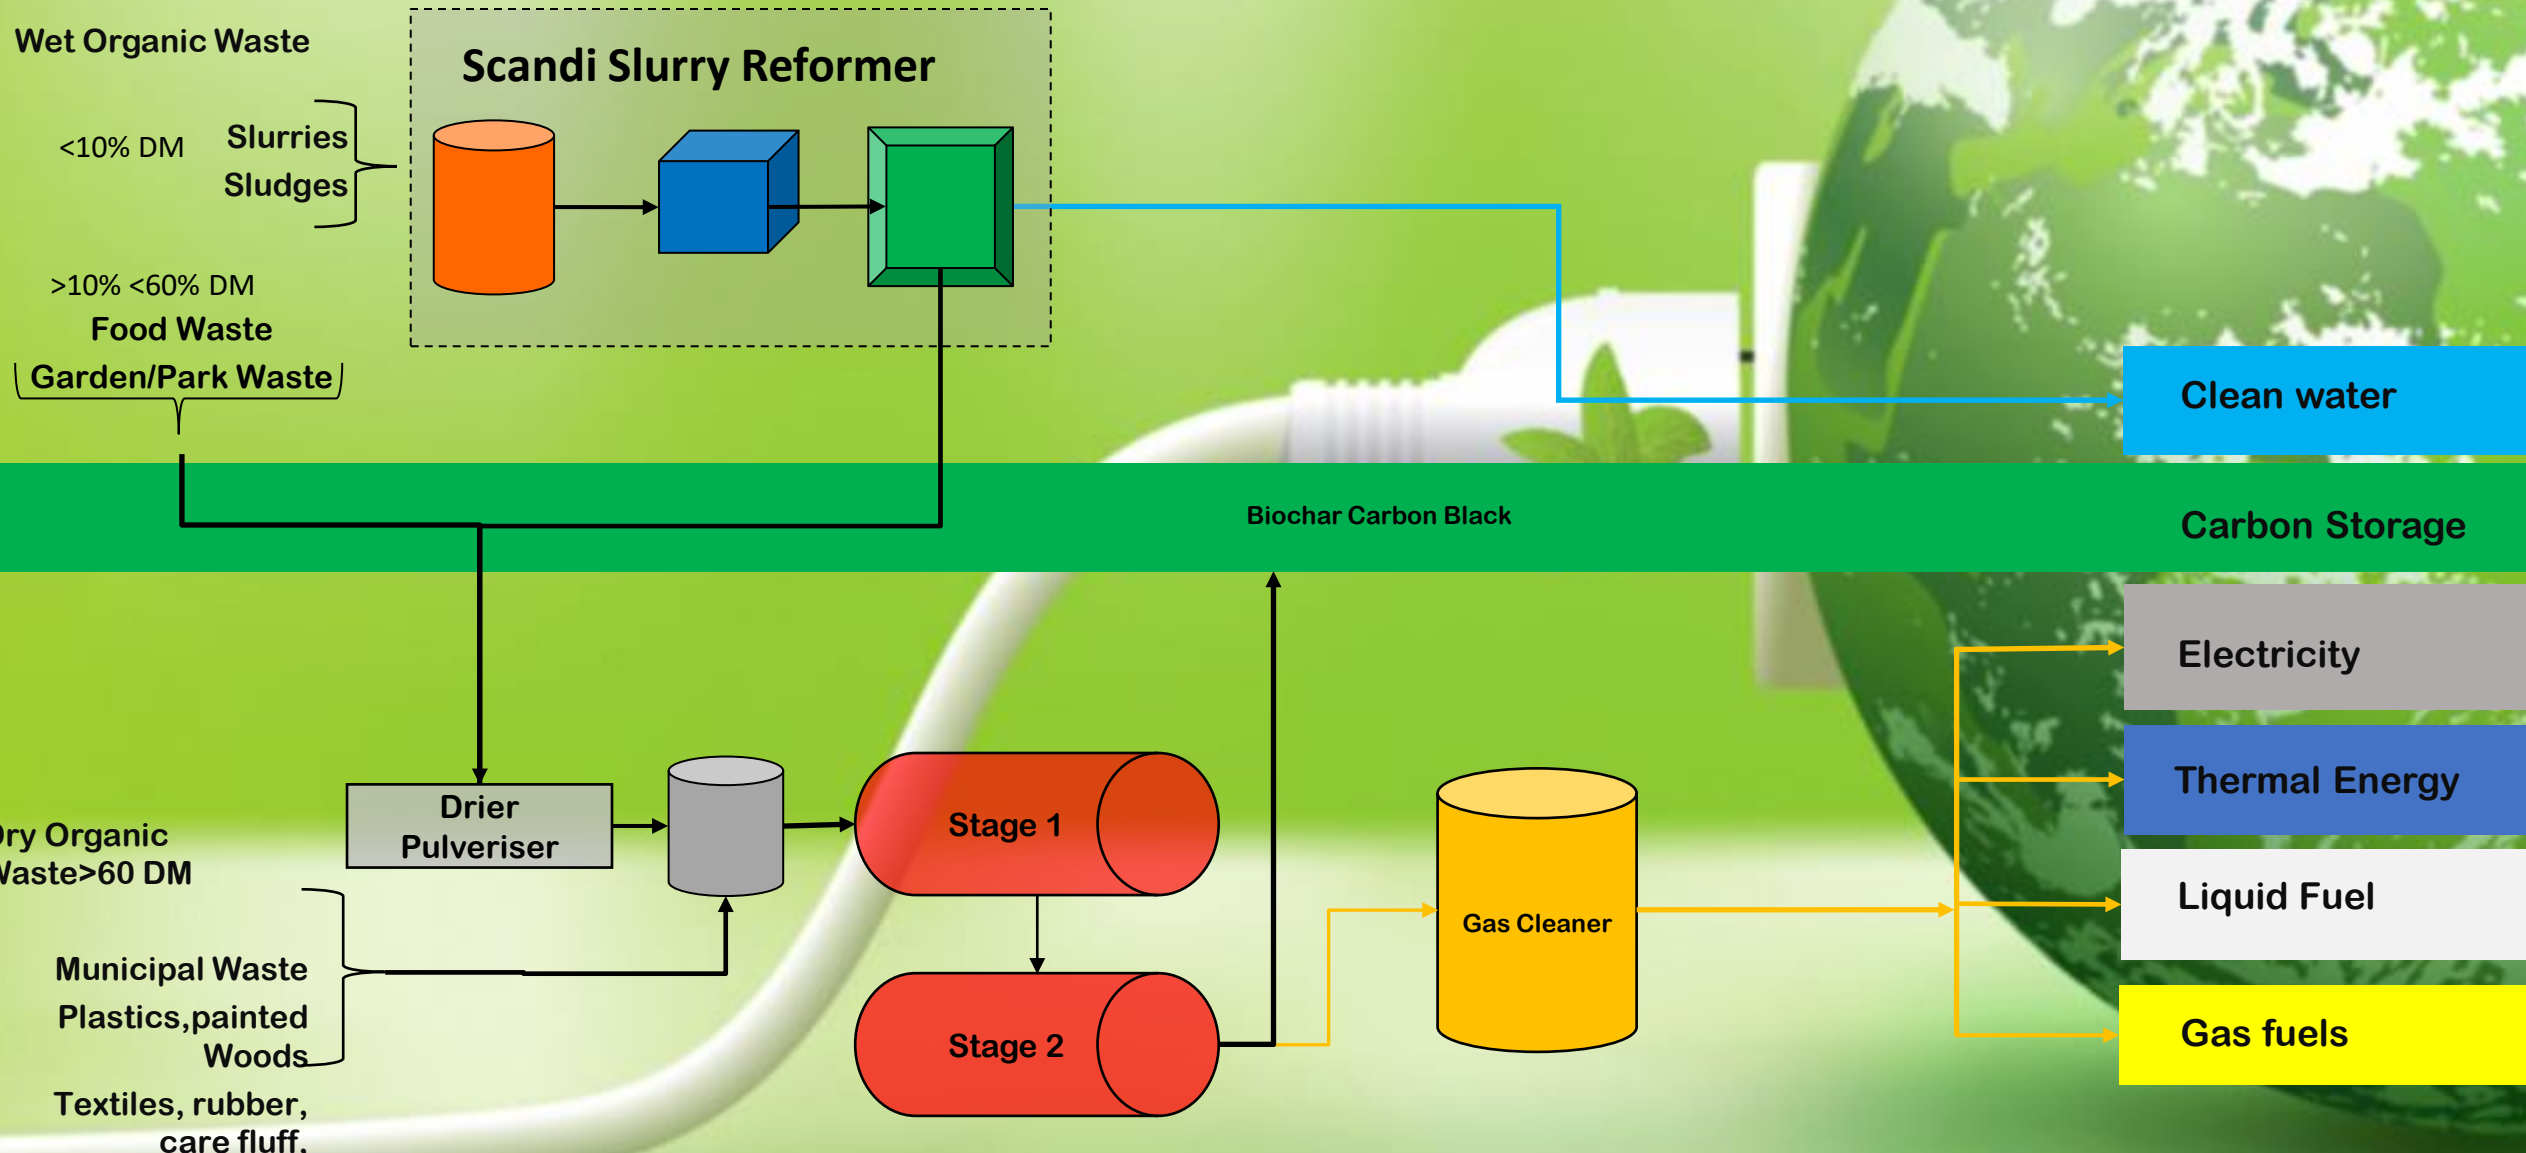 Wet Organic Waste
Scandi Slurry Reformer
<10% DM
Slurries
Sludges
>10% <60% DM
Food Waste
Garden/Park Waste
Clean water
Biochar Carbon Black
Carbon Storage
Electricity
Thermal Energy
Liquid Fuel
Gas fuels
Drier
Pulveriser
Stage 1
Stage 2
Gas Cleaner
Dry Organic
Waste>60 DM
Municipal Waste
Plastics,painted
Woods
Textiles, rubber,
care fluff,